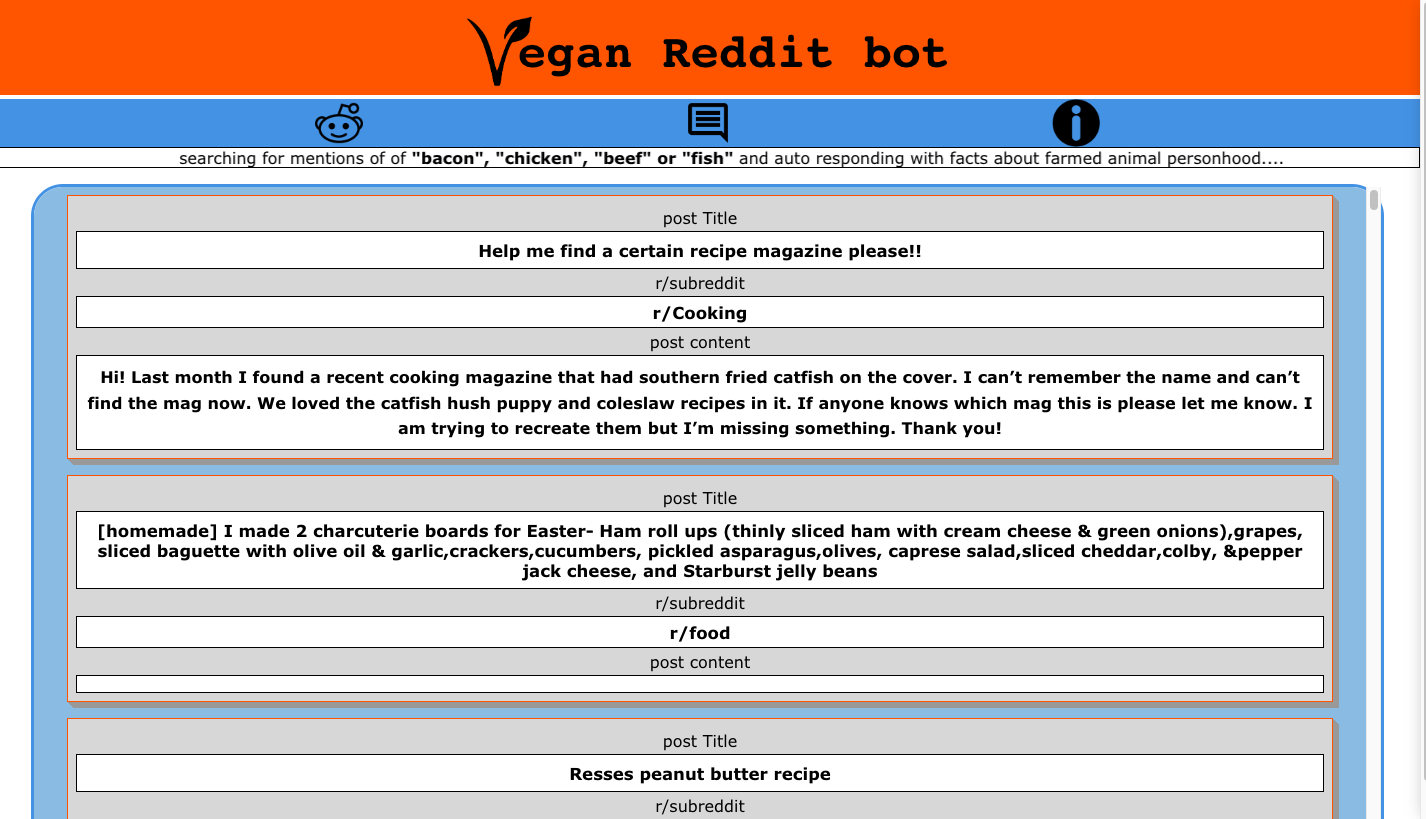 Vegan Reddit bot
searching for mentions of of "bacon", "chicken", "beef" or "fish" and auto responding with facts about farmed animal personhood....
post Title
Help me find a certain recipe magazine please!!
r/subreddit
r/Cooking
post content
Hi! Last month I found a recent cooking magazine that had southern fried catfish on the cover. I can’t remember the name and can’t
find the mag now. We loved the catfish hush puppy and coleslaw recipes in it. If anyone knows which mag this is please let me know. I
am trying to recreate them but I’m missing something. Thank you!
post Title
[homemade] I made 2 charcuterie boards for Easter- Ham roll ups (thinly sliced ham with cream cheese & green onions),grapes,
sliced baguette with olive oil & garlic,crackers,cucumbers, pickled asparagus,olives, caprese salad,sliced cheddar,colby, &pepper
jack cheese, and Starburst jelly beans
r/subreddit
r/food
post content
post Title
Resses peanut butter recipe
r/subreddit